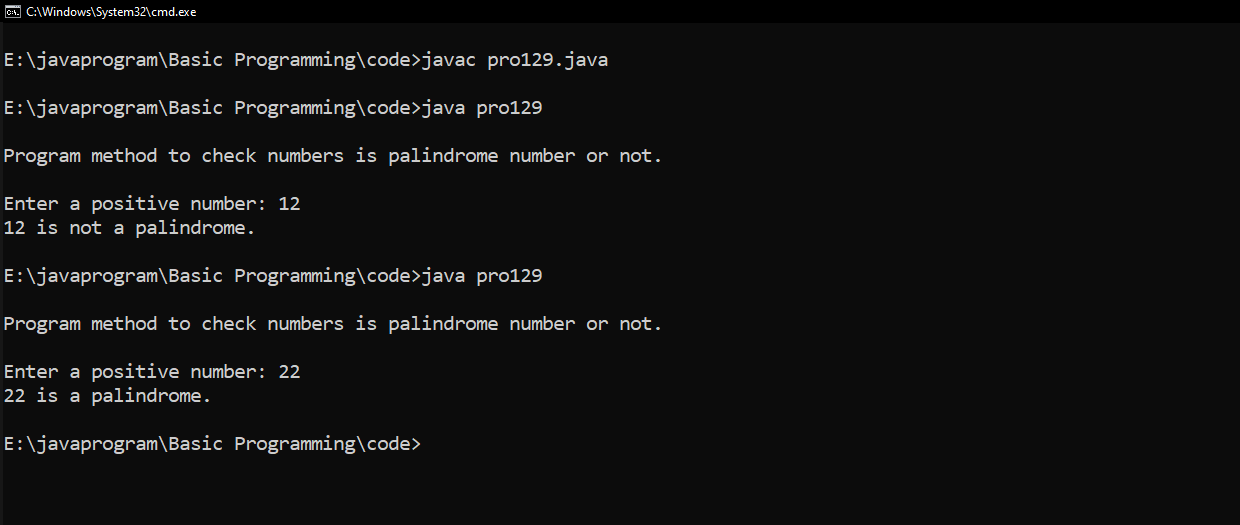 C:\Windows\System32\cmd.exe
E:\javaprogram\Basic Programming\code>javac pro129.java
E:\javaprogram\Basic Programming\code>java pro129
Program method to check numbers is palindrome number or not.
Enter a positive number: 12
12 is not a palindrome.
E:\javaprogram\Basic Programming\code>java pro129
Program method to check numbers is palindrome number or not.
Enter a positive number: 22
22 is a palindrome.
E:\javaprogram\Basic Programming\code>